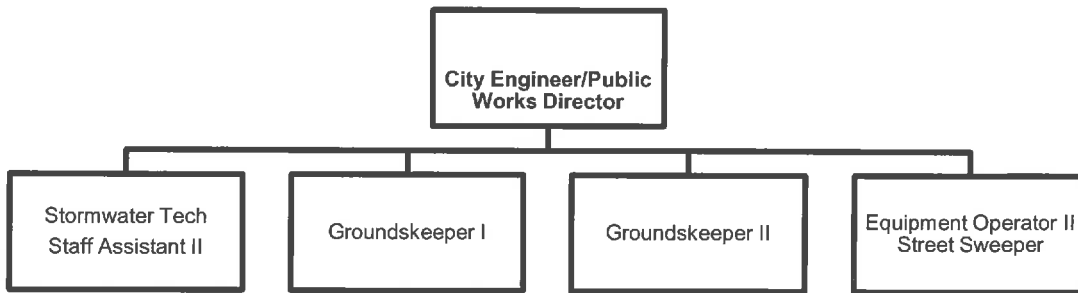 City Engineer/Public
Works Director
Stormwater Tech
Staff Assistant II
Groundskeeper I
Groundskeeper II
Equipment Operator II
Street Sweeper